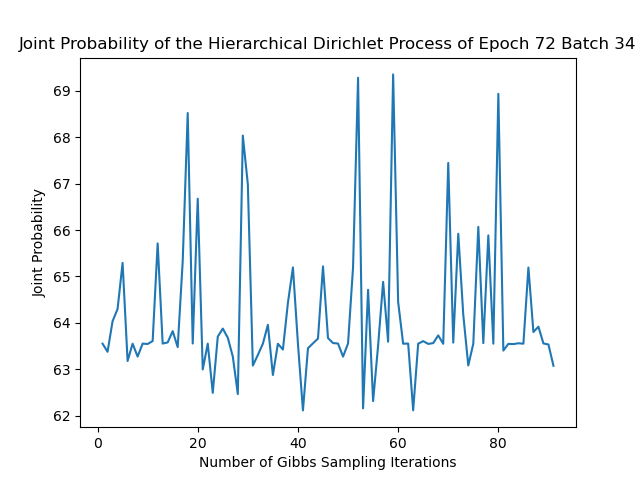 Joint Probability of the Hierarchical Dirichlet Process of Epoch 72 Batch 34
Joint Probability
69
68
67
66
65
64
63
62
0 20 40 60 80
Number of Gibbs Sampling Iterations